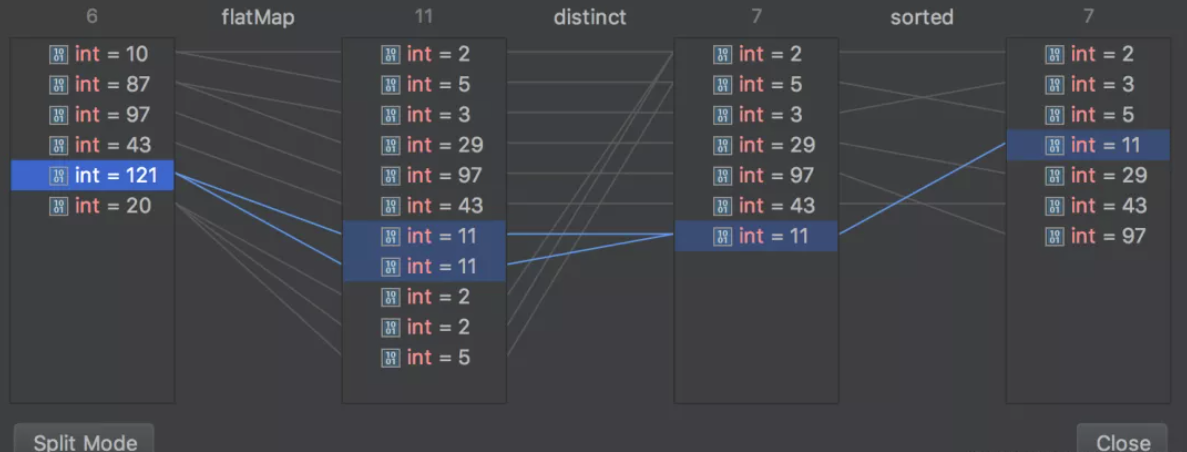 6 flatMap 11 distinct 7 sorted 7
int = 10 int = 2 int = 2 int = 2
int = 87 int = 5 int = 5 int = 3
int = 97 int = 3 int = 3 int = 5
int = 43 int = 29 int = 29 int = 11
int = 121 int = 97 int = 97 int = 29
int = 20 int = 43 int = 43 int = 43
int = 11 int = 11 int = 97
int = 11
int = 2
int = 2
int = 5
Split Mode Close